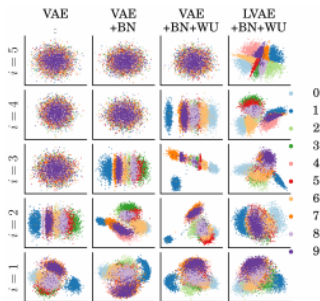 VAE VAE VAE LVAE
+BN +BN+WU +BN+WU
i = 5
i = 4
i = 3
i = 2
i = 1
0
1
2
3
4
5
6
7
8
9